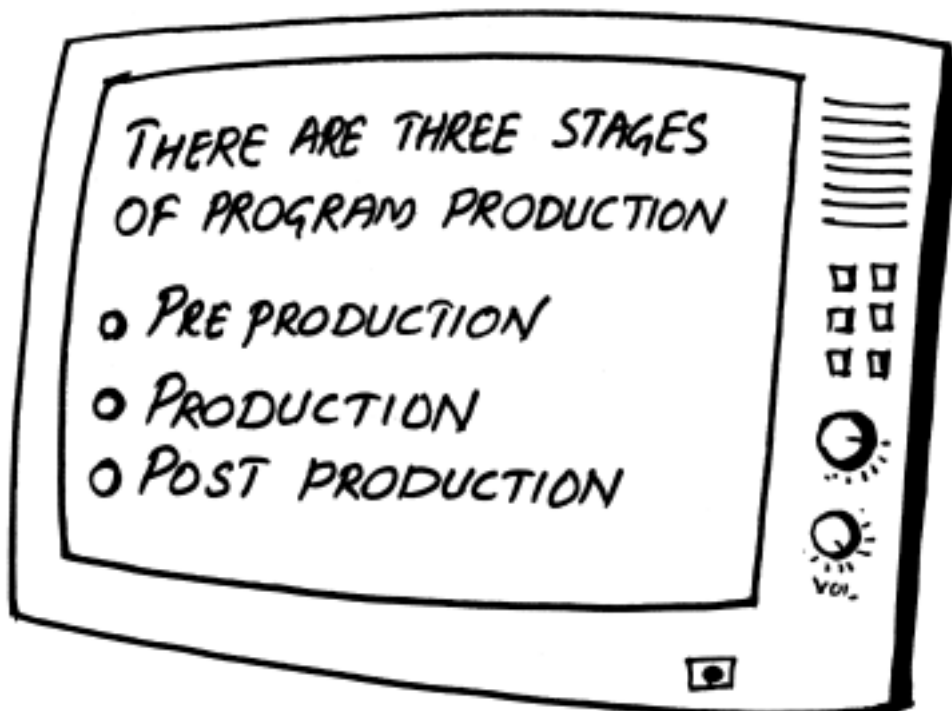 THERE ARE THREE STAGES
OF PROGRAM PRODUCTION
PRE PRODUCTION
PRODUCTION
POST PRODUCTION
VOL.